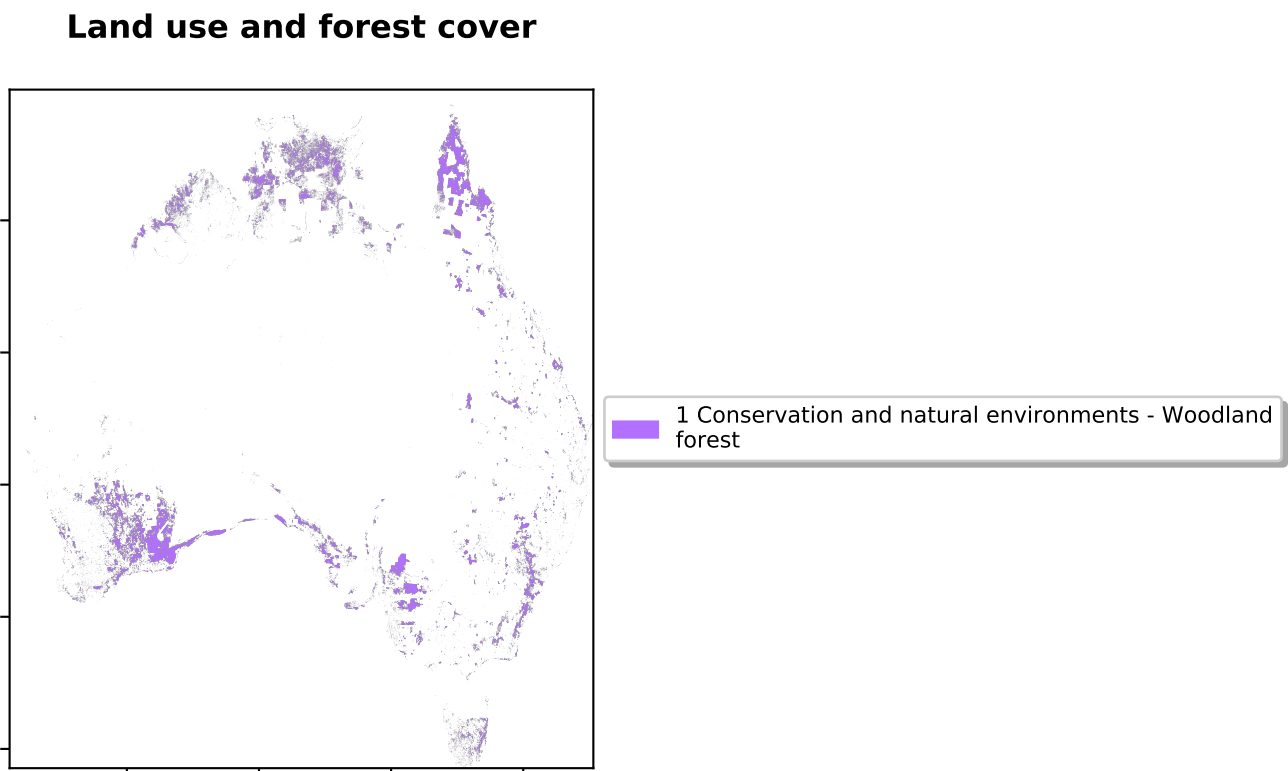 Land use and forest cover
1 Conservation and natural environments - Woodland
forest